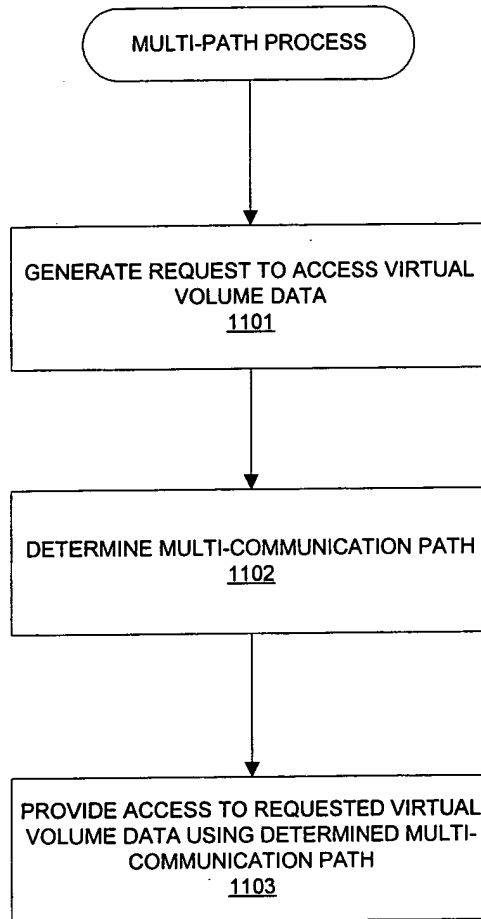 MULTI-PATH PROCESS
GENERATE REQUEST TO ACCESS VIRTUAL
VOLUME DATA
1101
DETERMINE MULTI-COMMUNICATION PATH
1102
PROVIDE ACCESS TO REQUESTED VIRTUAL
VOLUME DATA USING DETERMINED MULTI-
COMMUNICATION PATH
1103